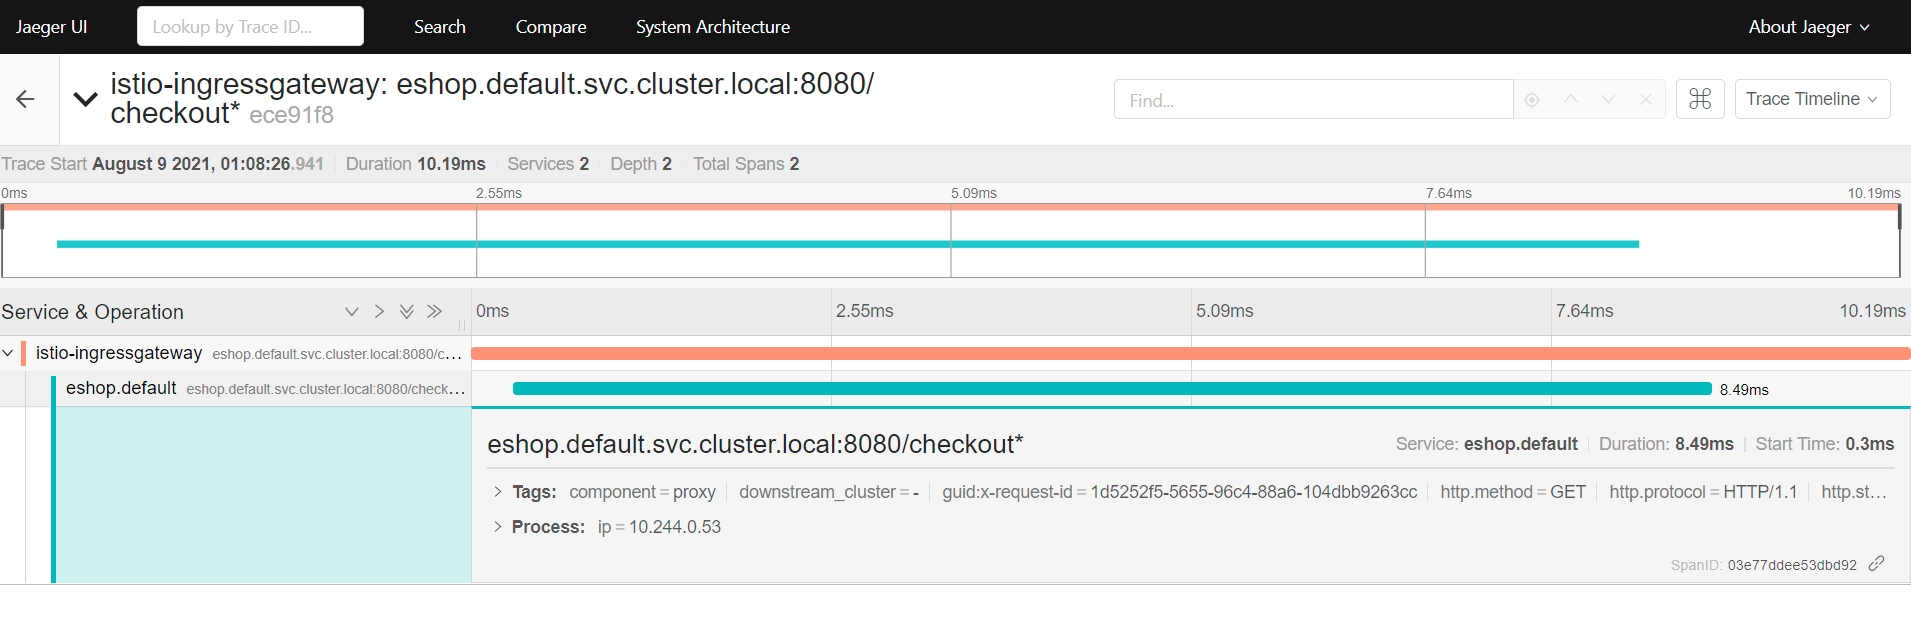 Jaeger UI Lookup by Trace ID... Search Compare System Architecture About Jaeger
istio-ingressgateway: eshop.default.svc.cluster.local:8080/
checkout* ece91f8
Find... Trace Timeline
Trace Start August 9 2021, 01:08:26.941 Duration 10.19ms Services 2 Depth 2 Total Spans 2
0ms 2.55ms 5.09ms 7.64ms 10.19ms
Service & Operation 0ms 2.55ms 5.09ms 7.64ms 10.19ms
istio-ingressgateway eshop.default.svc.cluster.local:8080/c...
eshop.default eshop.default.svc.cluster.local:8080/check... 8.49ms
eshop.default.svc.cluster.local:8080/checkout* Service: eshop.default Duration: 8.49ms Start Time: 0.3ms
Tags: component = proxy downstream_cluster = - guid:x-request-id = 1d5252f5-5655-96c4-88a6-104dbb9263cc http.method = GET http.protocol = HTTP/1.1 http.st...
Process: ip = 10.244.0.53
SpanID: 03e77ddee53dbd92